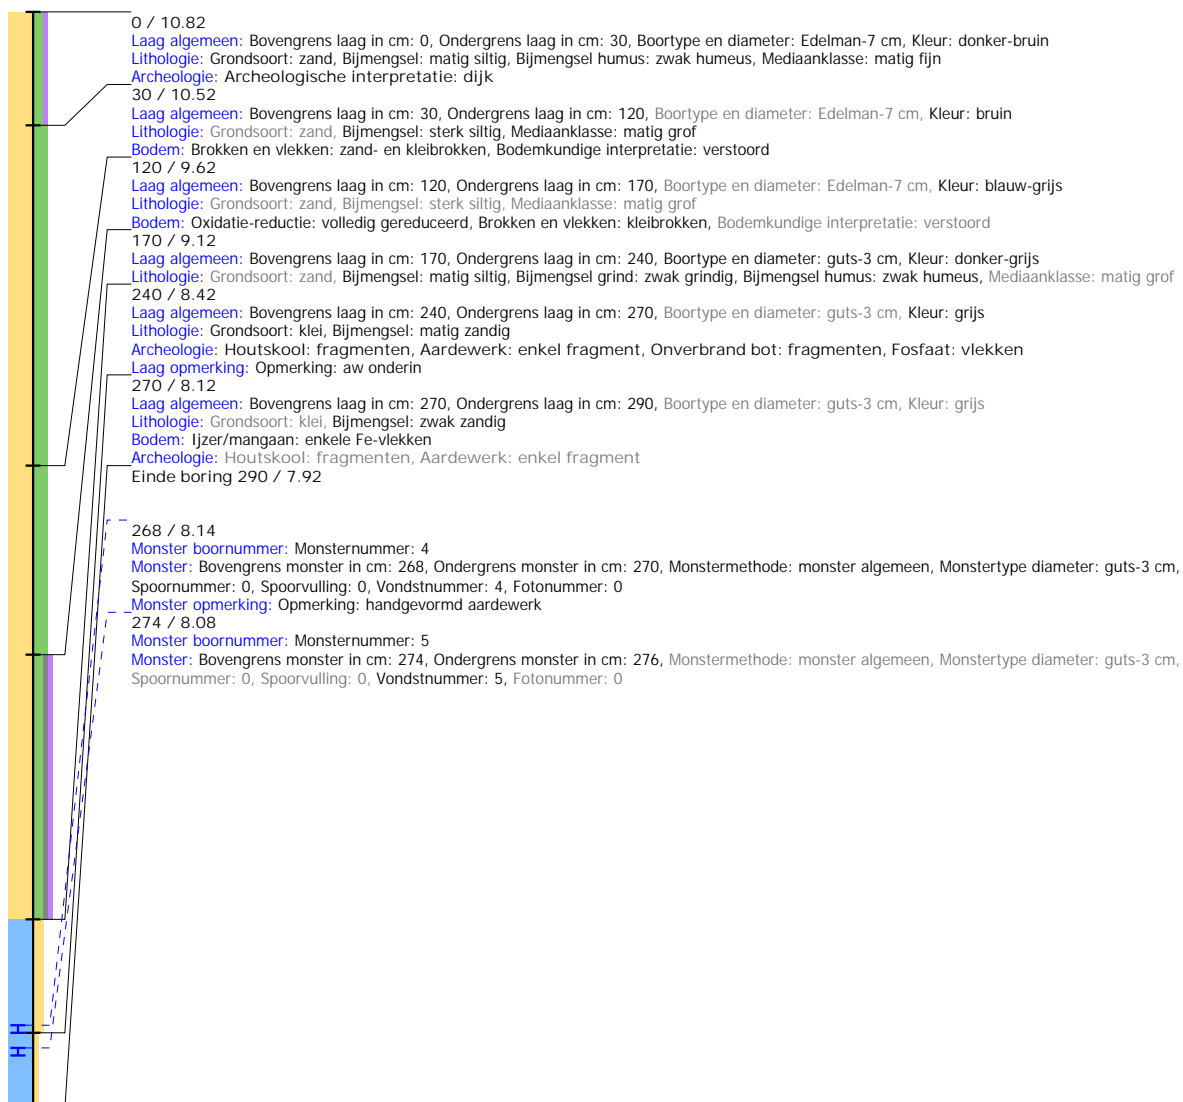 0 / 10.82
Laag algemeen: Bovengrens laag in cm: 0, Ondergrens laag in cm: 30, Boortype en diameter: Edelman-7 cm, Kleur: donker-bruin
Lithologie: Grondsoort: zand, Bijmengsel: matig siltig, Bijmengsel humus: zwak humeus, Mediaanklasse: matig fijn
Archeologie: Archeologische interpretatie: dijk
30 / 10.52
Laag algemeen: Bovengrens laag in cm: 30, Ondergrens laag in cm: 120, Boortype en diameter: Edelman-7 cm, Kleur: bruin
Lithologie: Grondsoort: zand, Bijmengsel: sterk siltig, Mediaanklasse: matig grof
Bodem: Brokken en vlekken: zand- en kleibrokken, Bodemkundige interpretatie: verstoord
120 / 9.62
Laag algemeen: Bovengrens laag in cm: 120, Ondergrens laag in cm: 170, Boortype en diameter: Edelman-7 cm, Kleur: blauw-grijs
Lithologie: Grondsoort: zand, Bijmengsel: sterk siltig, Mediaanklasse: matig grof
Bodem: Oxidatie-reductie: volledig gereduceerd, Brokken en vlekken: kleibrokken, Bodemkundige interpretatie: verstoord
170 / 9.12
Laag algemeen: Bovengrens laag in cm: 170, Ondergrens laag in cm: 240, Boortype en diameter: guts-3 cm, Kleur: donker-grijs
Lithologie: Grondsoort: zand, Bijmengsel: matig siltig, Bijmengsel grind: zwak grindig, Bijmengsel humus: zwak humeus, Mediaanklasse: matig grof
240 / 8.42
Laag algemeen: Bovengrens laag in cm: 240, Ondergrens laag in cm: 270, Boortype en diameter: guts-3 cm, Kleur: grijs
Lithologie: Grondsoort: klei, Bijmengsel: matig zandig
Archeologie: Houtskool: fragmenten, Aardewerk: enkel fragment, Onverbrand bot: fragmenten, Fosfaat: vlekken
Laag opmerking: Opmerking: aw onderin
270 / 8.12
Laag algemeen: Bovengrens laag in cm: 270, Ondergrens laag in cm: 290, Boortype en diameter: guts-3 cm, Kleur: grijs
Lithologie: Grondsoort: klei, Bijmengsel: zwak zandig
Bodem: Ijzer/mangaan: enkele Fe-vlekken
Archeologie: Houtskool: fragmenten, Aardewerk: enkel fragment
Einde boring 290 / 7.92
268 / 8.14
Monster boornummer: Monsternummer: 4
Monster: Bovengrens monster in cm: 268, Ondergrens monster in cm: 270, Monstermethode: monster algemeen, Monstertype diameter: guts-3 cm,
Spoornummer: 0, Spoorvulling: 0, Vondstnummer: 4, Fotonummer: 0
Monster opmerking: Opmerking: handgevormd aardewerk
274 / 8.08
Monster boornummer: Monsternummer: 5
Monster: Bovengrens monster in cm: 274, Ondergrens monster in cm: 276, Monstermethode: monster algemeen, Monstertype diameter: guts-3 cm,
Spoornummer: 0, Spoorvulling: 0, Vondstnummer: 5, Fotonummer: 0